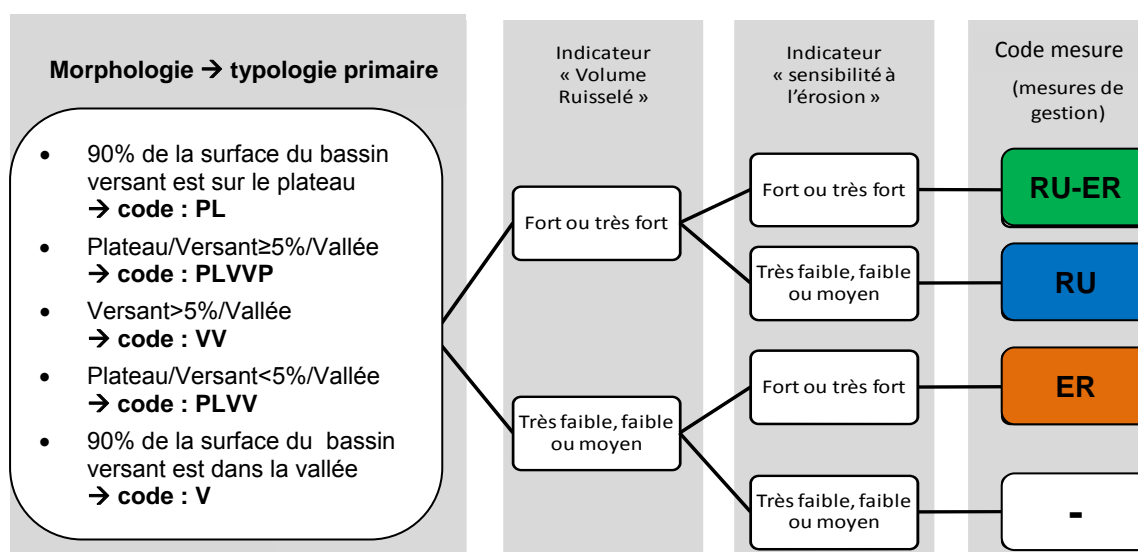 Morphologie → typologie primaire
• 90% de la surface du bassin
versant est sur le plateau
→ code : PL
• Plateau/Versant≥5%/Vallée
→ code : PLVVP
• Versant>5%/Vallée
→ code : VV
• Plateau/Versant<5%/Vallée
→ code : PLVV
• 90% de la surface du bassin
versant est dans la vallée
→ code : V
Indicateur
« Volume
Ruisselé »
Fort ou très fort
Très faible, faible
ou moyen
Indicateur
« sensibilité à
l’érosion »
Fort ou très fort
Très faible, faible
ou moyen
Fort ou très fort
Très faible, faible
ou moyen
Code mesure
(mesures de
gestion)
RU-ER
RU
ER
-